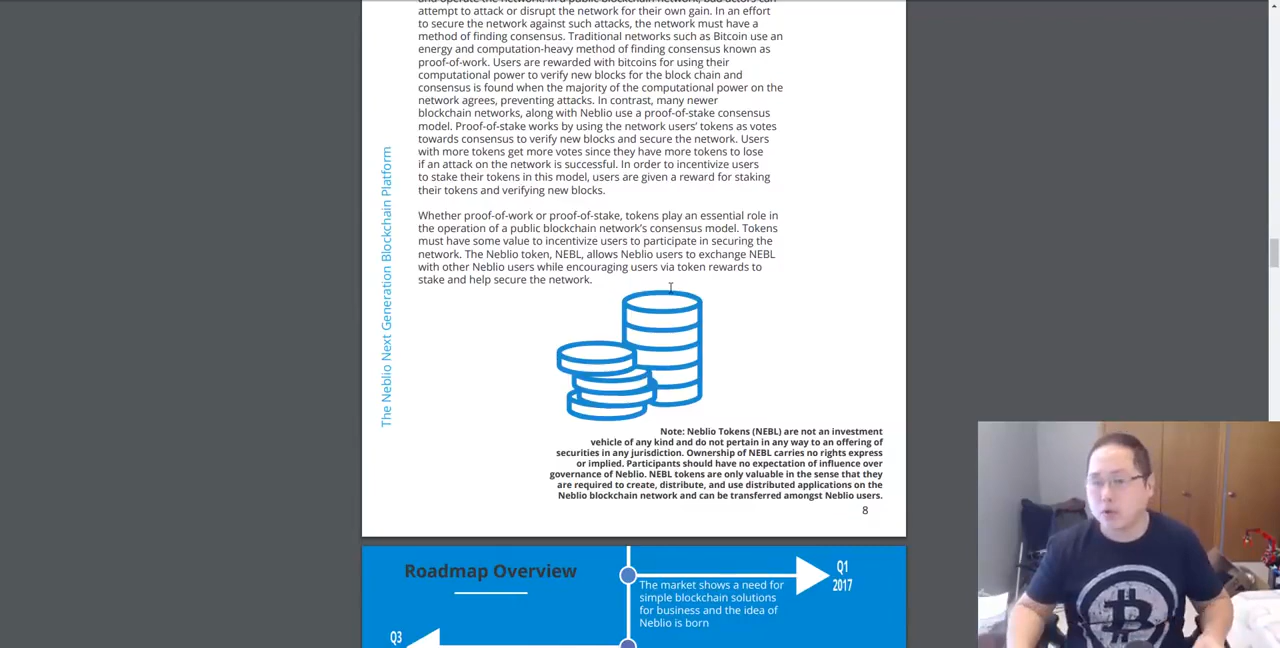 attempt to attack or disrupt the network for their own gain. In an effort
to secure the network against such attacks, the network must have a
method of finding consensus. Traditional networks such as Bitcoin use an
energy and computation-heavy method of finding consensus known as
proof-of-work. Users are rewarded with bitcoins for using their
computational power to verify new blocks for the block chain and
consensus is found when the majority of the computational power on the
network agrees, preventing attacks. In contrast, many newer
blockchain networks, along with Neblio use a proof-of-stake consensus
model. Proof-of-stake works by using the network users’ tokens as votes
towards consensus to verify new blocks and secure the network. Users
with more tokens get more votes since they have more tokens to lose
if an attack on the network is successful. In order to incentivize users
to stake their tokens in this model, users are given a reward for staking
their tokens and verifying new blocks.
Whether proof-of-work or proof-of-stake, tokens play an essential role in
the operation of a public blockchain network’s consensus model. Tokens
must have some value to incentivize users to participate in securing the
network. The Neblio token, NEBL, allows Neblio users to exchange NEBL
with other Neblio users while encouraging users via token rewards to
stake and help secure the network.
The Neblio Next Generation Blockchain Platform
Note: Neblio Tokens (NEBL) are not an investment
vehicle of any kind and do not pertain in any way to an offering of
securities in any jurisdiction. Ownership of NEBL carries no rights express
or implied. Participants should have no expectation of influence over
governance of Neblio. NEBL tokens are only valuable in the sense that they
are required to create, distribute, and use distributed applications on the
Neblio blockchain network and can be transferred amongst Neblio users.
8
Roadmap Overview
Q1
2017
The market shows a need for
simple blockchain solutions
for business and the idea of
Neblio is born
Q3